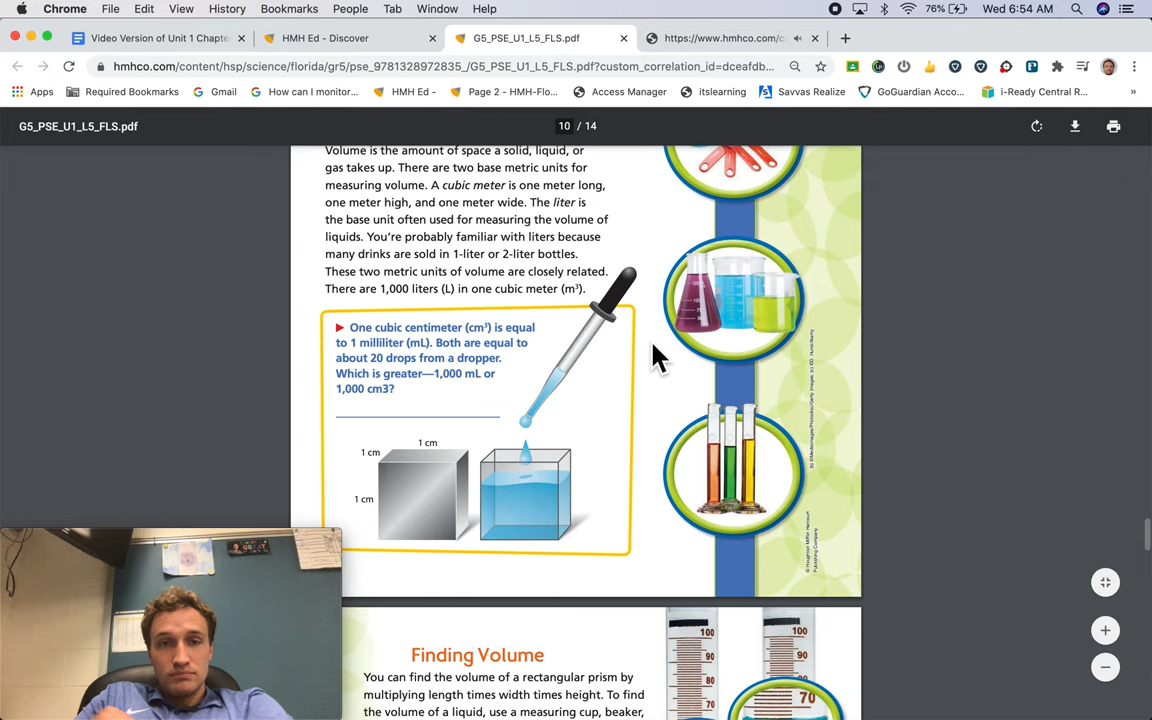 Chrome File Edit View History Bookmarks People Tab Window Help 76% Wed 6:54 AM
Video Version of Unit 1 Chapte
HMH Ed - Discover
G5_PSE_U1_L5_FLS.pdf
https://www.hmhco.com/c
hmhco.com/content/hsp/science/florida/gr5/pse_9781328972835_/G5_PSE_U1_L5_FLS.pdf?custom_correlation_id=dceafdb...
Apps Required Bookmarks Gmail How can I monitor... HMH Ed - Page 2 - HMH-Flo... Access Manager itslearning Savvas Realize GoGuardian Acco... i-Ready Central R... »
G5_PSE_U1_L5_FLS.pdf 10 / 14
Volume is the amount of space a solid, liquid, or
gas takes up. There are two base metric units for
measuring volume. A cubic meter is one meter long,
one meter high, and one meter wide. The liter is
the base unit often used for measuring the volume of
liquids. You're probably familiar with liters because
many drinks are sold in 1-liter or 2-liter bottles.
These two metric units of volume are closely related.
There are 1,000 liters (L) in one cubic meter (m³).
One cubic centimeter (cm³) is equal
to 1 milliliter (mL). Both are equal to
about 20 drops from a dropper.
Which is greater—1,000 mL or
1,000 cm3?
1 cm
1 cm
1 cm
© Houghton Mifflin Harcourt
Publishing Company
GREAT
Finding Volume
You can find the volume of a rectangular prism by
multiplying length times width times height. To find
the volume of a liquid, use a measuring cup, beaker,
100
90
80
70
100
90
70